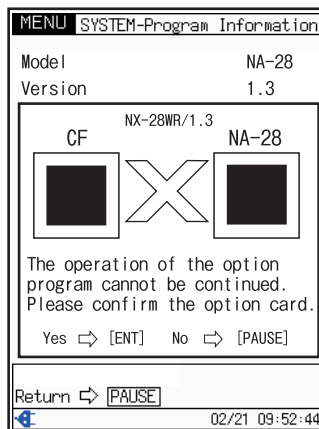 MENU SYSTEM-Program Information
Model NA-28
Version 1.3
NX-28WR/1.3
CF NA-28
The operation of the option
program cannot be continued.
Please confirm the option card.
Yes ⇨ [ENT] No ⇨ [PAUSE]
Return ⇨ PAUSE
02/21 09:52:44